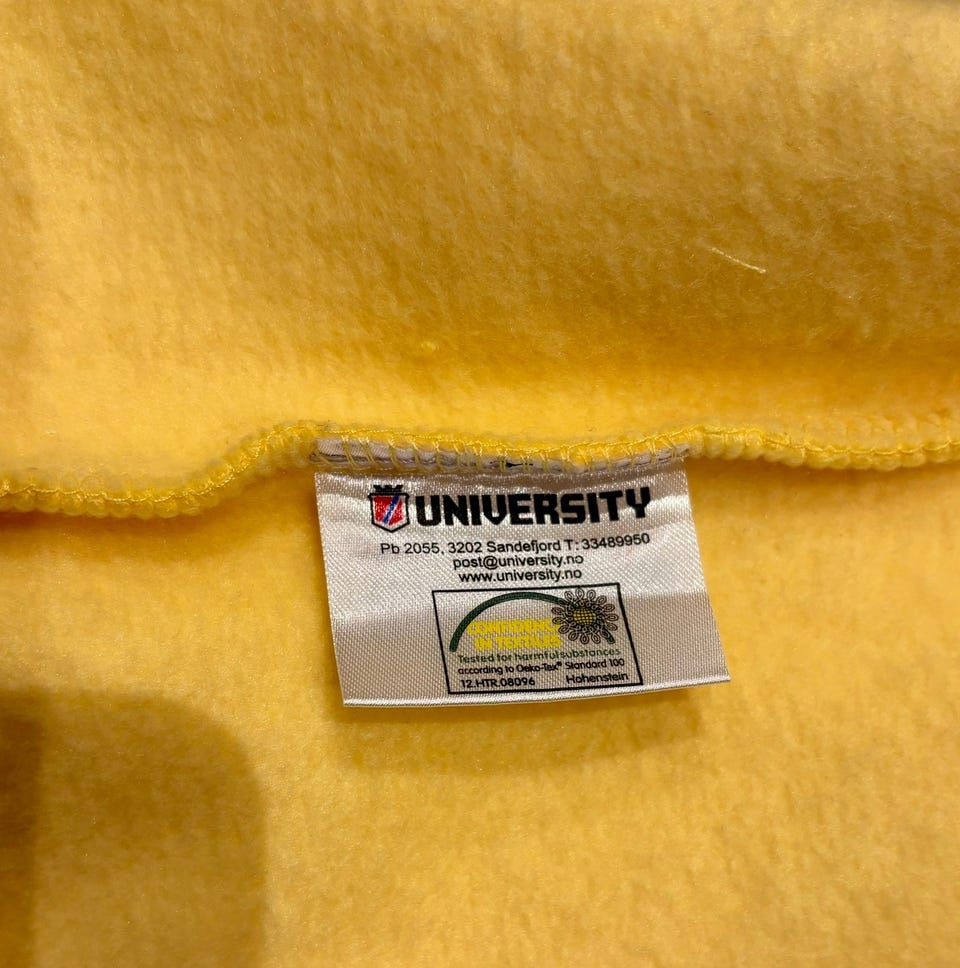 UNIVERSITY
Pb 2055, 3202 Sandefjord T: 33489950
post@university.no
www.university.no
CONFIDENCE
IN TEXTILES
Tested for harmful substances
according to Oeko-Tex® Standard 100
12.HTR.08096 Hohenstein